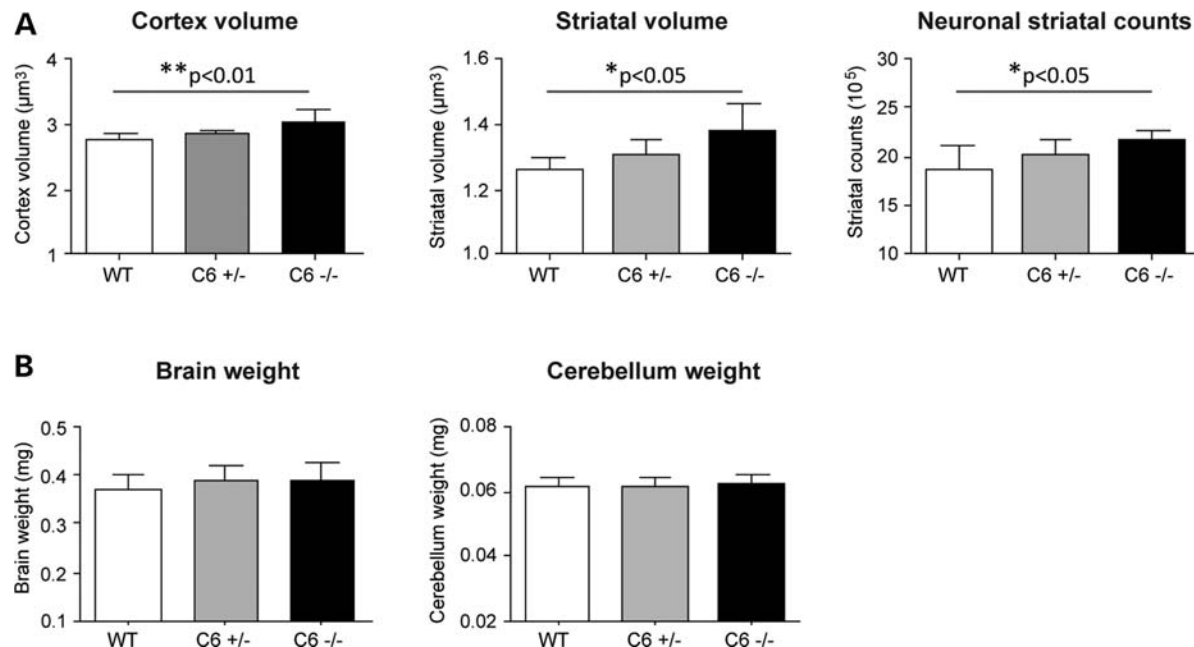 A
Cortex volume
Cortex volume (µm³)
4
3
2
1
**p<0.01
WT
C6 +/-
C6 -/-
Striatal volume
Striatal volume (µm³)
1.6
1.4
1.2
1.0
*p<0.05
WT
C6 +/-
C6 -/-
Neuronal striatal counts
Striatal counts (10⁵)
30
25
20
15
10
*p<0.05
WT
C6 +/-
C6 -/-
B
Brain weight
Brain weight (mg)
0.5
0.4
0.3
0.2
0.1
WT
C6 +/-
C6 -/-
Cerebellum weight
Cerebellum weight (mg)
0.08
0.06
0.04
0.02
WT
C6 +/-
C6 -/-